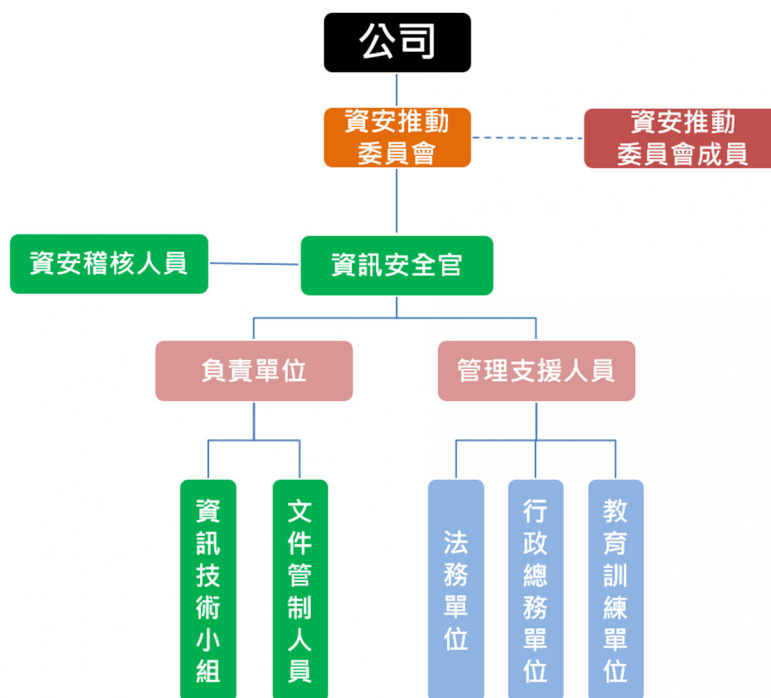 公司
資安推動
委員會
資安推動
委員會成員
資安稽核人員
資訊安全官
負責單位
管理支援人員
資訊技術小組
文件管制人員
法務單位
行政總務單位
教育訓練單位